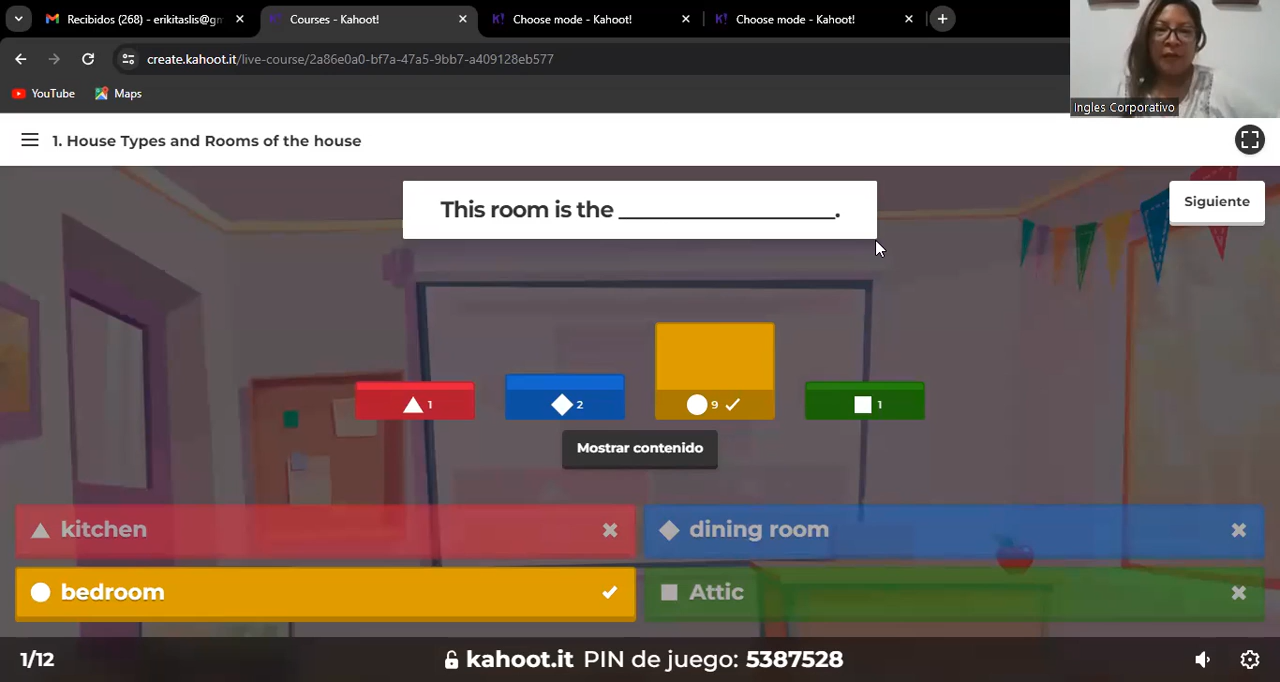 Recibidos (268) - erikitaslis@gm
Courses - Kahoot!
Choose mode - Kahoot!
Choose mode - Kahoot!
create.kahoot.it/live-course/2a86e0a0-bf7a-47a5-9bb7-a409128eb577
YouTube
Maps
Ingles Corporativo
1. House Types and Rooms of the house
This room is the _________________.
Siguiente
1
2
9
1
Mostrar contenido
kitchen
dining room
bedroom
Attic
1/12
kahoot.it PIN de juego: 5387528